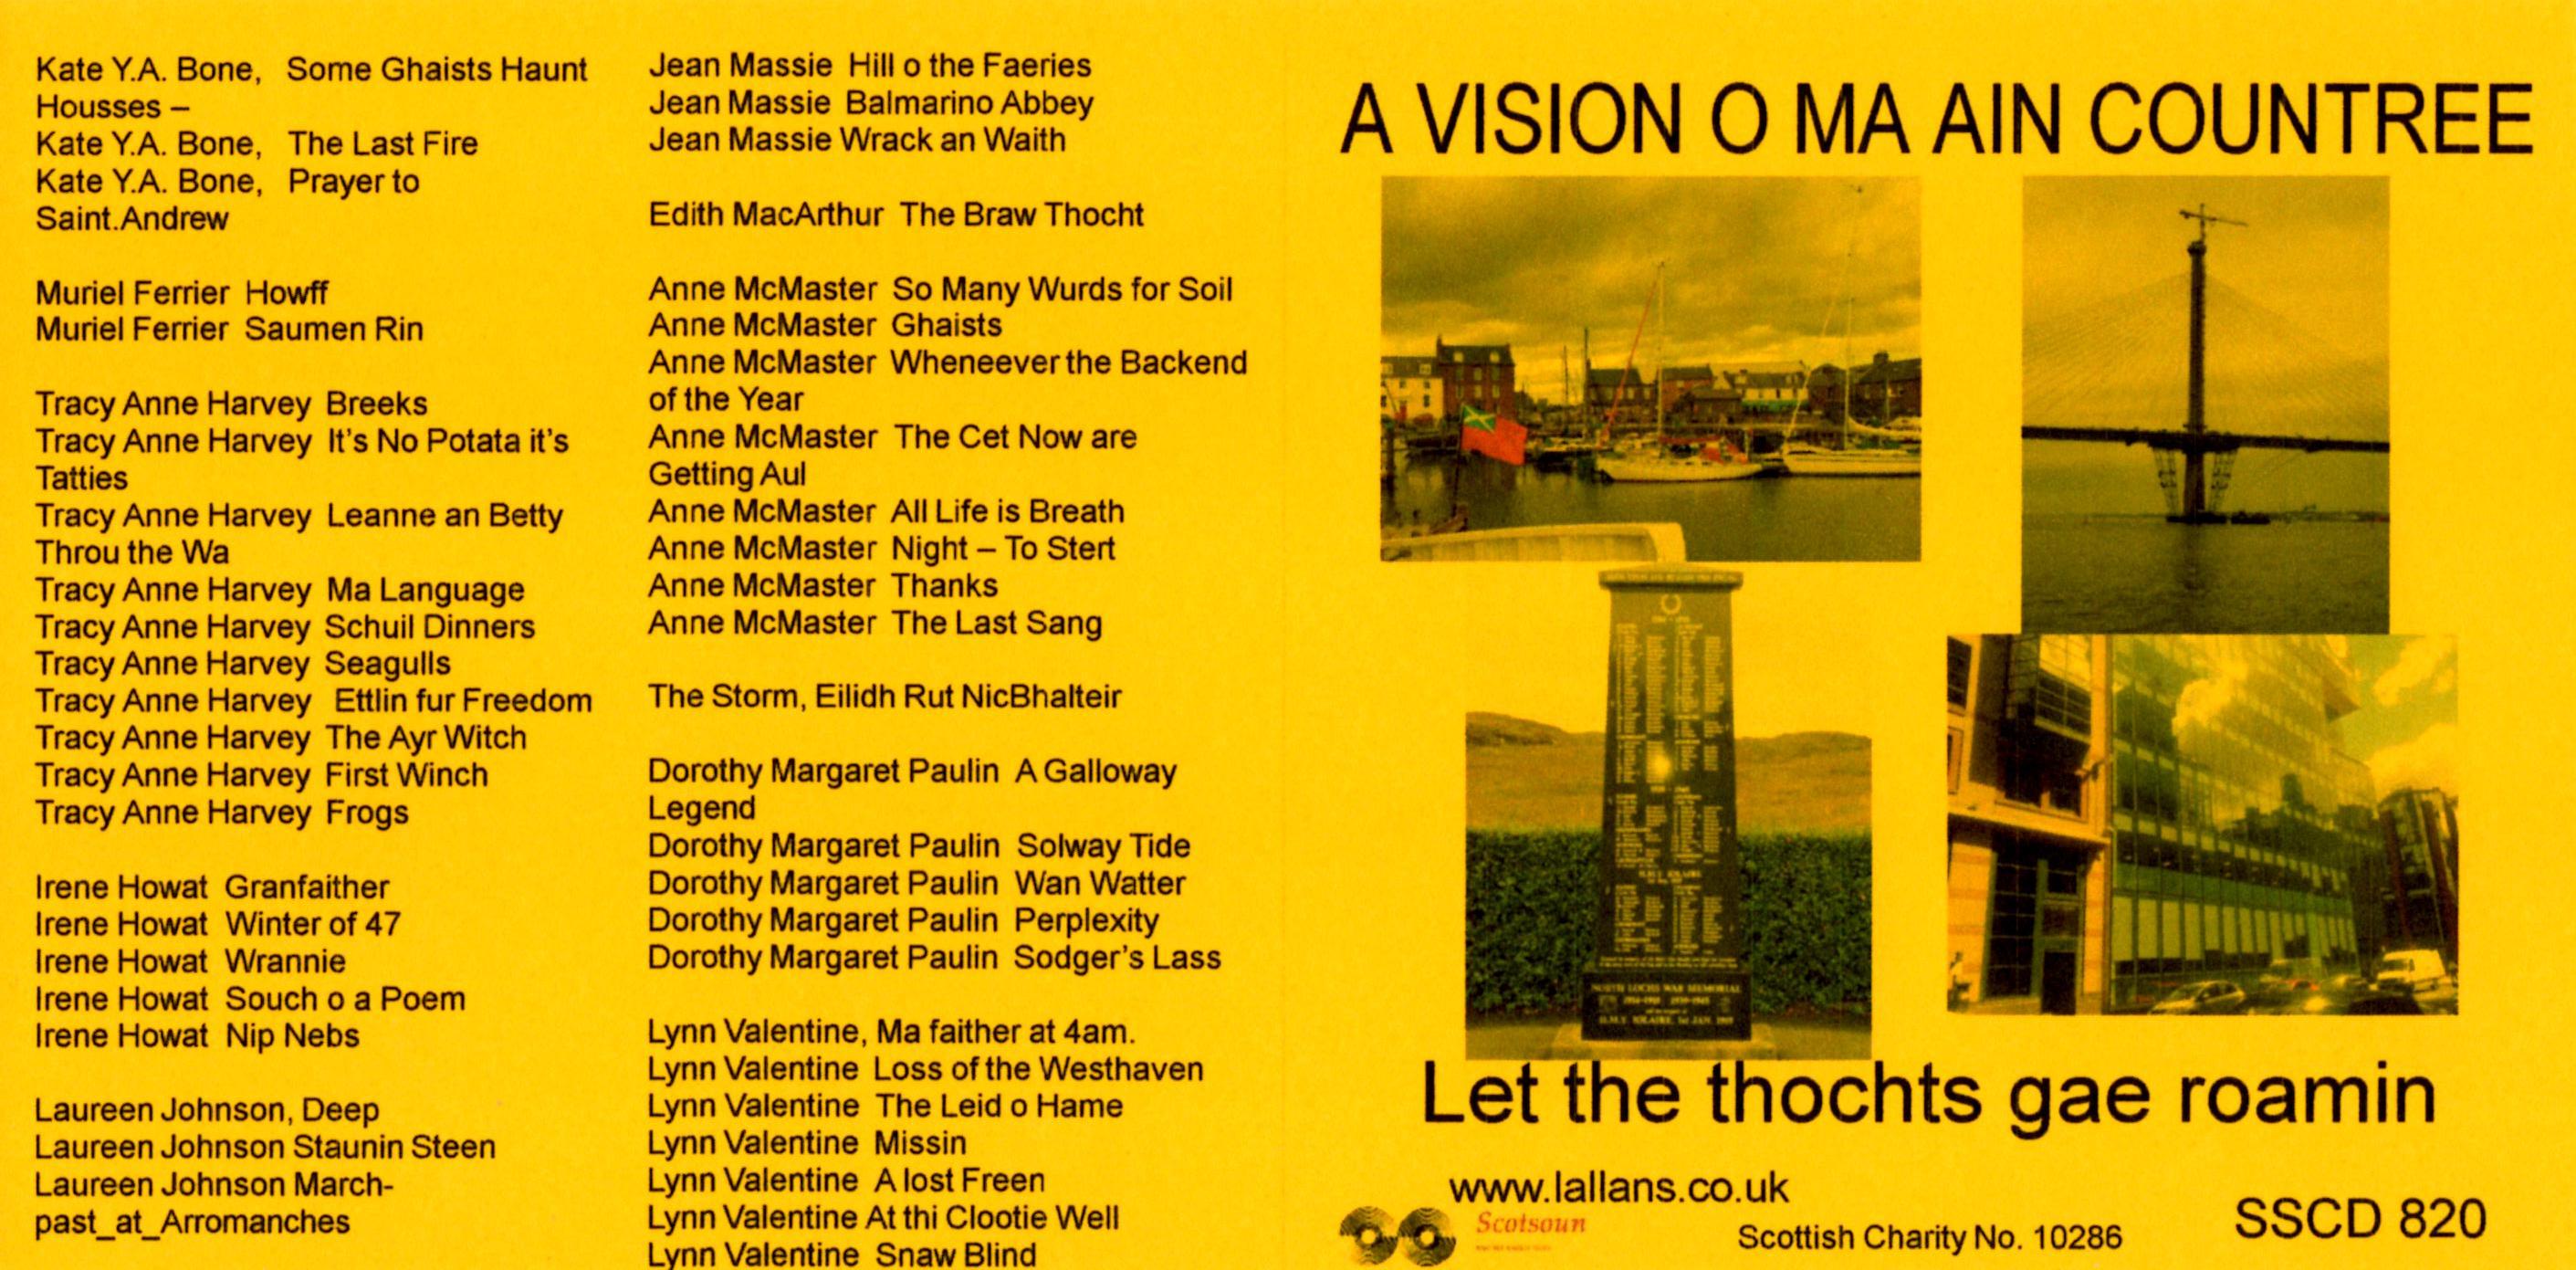 Kate Y.A. Bone, Some Ghaists Haunt
Housses –
Kate Y.A. Bone, The Last Fire
Kate Y.A. Bone, Prayer to
Saint.Andrew
Muriel Ferrier Howff
Muriel Ferrier Saumen Rin
Tracy Anne Harvey Breeks
Tracy Anne Harvey It's No Potata it's
Tatties
Tracy Anne Harvey Leanne an Betty
Throu the Wa
Tracy Anne Harvey Ma Language
Tracy Anne Harvey Schuil Dinners
Tracy Anne Harvey Seagulls
Tracy Anne Harvey Ettlin fur Freedom
Tracy Anne Harvey The Ayr Witch
Tracy Anne Harvey First Winch
Tracy Anne Harvey Frogs
Irene Howat Granfaither
Irene Howat Winter of 47
Irene Howat Wrannie
Irene Howat Souch o a Poem
Irene Howat Nip Nebs
Laureen Johnson, Deep
Laureen Johnson Staunin Steen
Laureen Johnson March-
past_at_Arromanches
Jean Massie Hill o the Faeries
Jean Massie Balmarino Abbey
Jean Massie Wrack an Waith
Edith MacArthur The Braw Thocht
Anne McMaster So Many Wurds for Soil
Anne McMaster Ghaists
Anne McMaster Wheneever the Backend
of the Year
Anne McMaster The Cet Now are
Getting Aul
Anne McMaster All Life is Breath
Anne McMaster Night – To Stert
Anne McMaster Thanks
Anne McMaster The Last Sang
The Storm, Eilidh Rut NicBhalteir
Dorothy Margaret Paulin A Galloway
Legend
Dorothy Margaret Paulin Solway Tide
Dorothy Margaret Paulin Wan Watter
Dorothy Margaret Paulin Perplexity
Dorothy Margaret Paulin Sodger's Lass
Lynn Valentine, Ma faither at 4am.
Lynn Valentine Loss of the Westhaven
Lynn Valentine The Leid o Hame
Lynn Valentine Missin
Lynn Valentine A lost Freen
Lynn Valentine At thi Clootie Well
Lynn Valentine Snaw Blind
A VISION O MA AIN COUNTREE
NORTH LOCHS WAR MEMORIAL
1914-1918 1939-1945
H.M.Y. IOLAIRE, 1st JAN. 1919
Let the thochts gae roamin
www.lallans.co.uk
Scotsoun
Scottish Charity No. 10286
SSCD 820